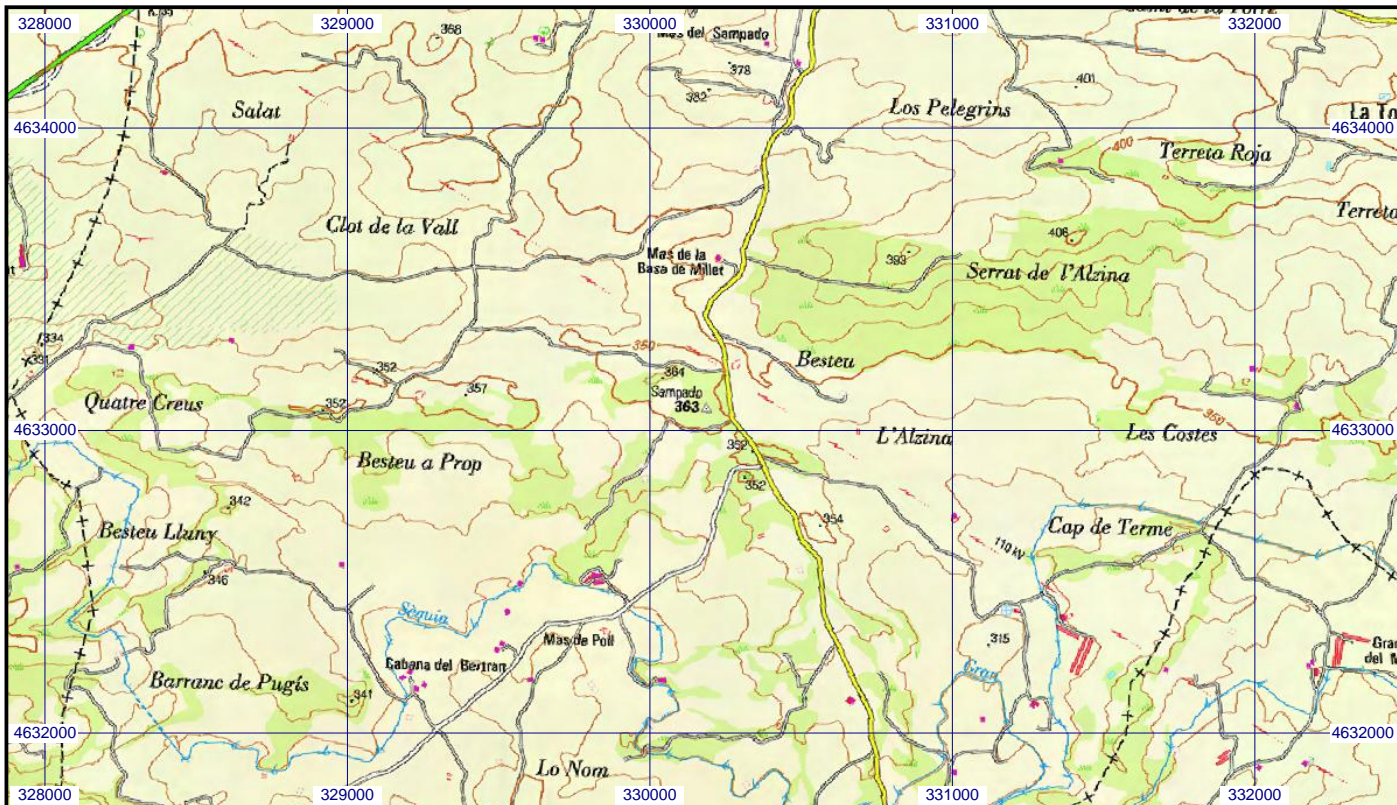 328000
329000
330000
331000
332000
368
Mas del Sampado
378
401
382
Salat
Los Pelegrins
4634000
4634000
400
Terreta Roja
Clot de la Vall
Terreta
406
Mas de la
Basa de Millet
393
Serrat de l'Alzina
334
331
350
Besteu
352
364
357
Sampado
363
Quatre Creus
352
350
4633000
4633000
L'Alzina
Les Costes
352
Besteu a Prop
352
342
354
Besteu Lluny
Cap de Terme
110 kV
346
Sèquia
Mas de Poll
315
Cabana del Bertran
Gran
Barranc de Pugís
341
4632000
4632000
Lo Nom
328000
329000
330000
331000
332000